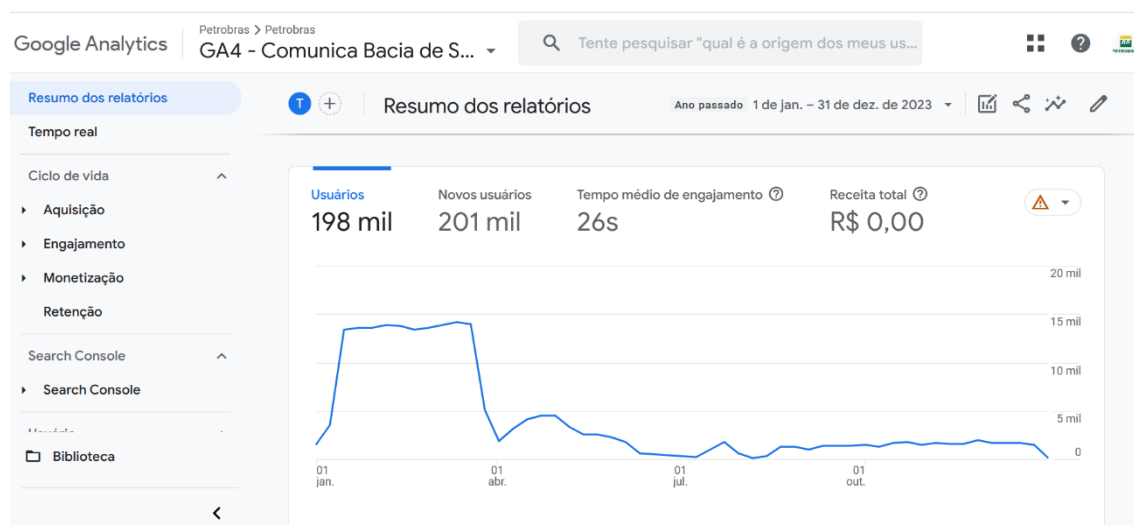 Google Analytics
Petrobras > Petrobras
GA4 - Comunica Bacia de S...
Tente pesquisar "qual é a origem dos meus us...
Resumo dos relatórios
Tempo real
Ciclo de vida
Aquisição
Engajamento
Monetização
Retenção
Search Console
Search Console
Biblioteca
T
Resumo dos relatórios
Ano passado 1 de jan. – 31 de dez. de 2023
Usuários
198 mil
Novos usuários
201 mil
Tempo médio de engajamento
26s
Receita total
R$ 0,00
20 mil
15 mil
10 mil
5 mil
0
01
jan.
01
abr.
01
jul.
01
out.